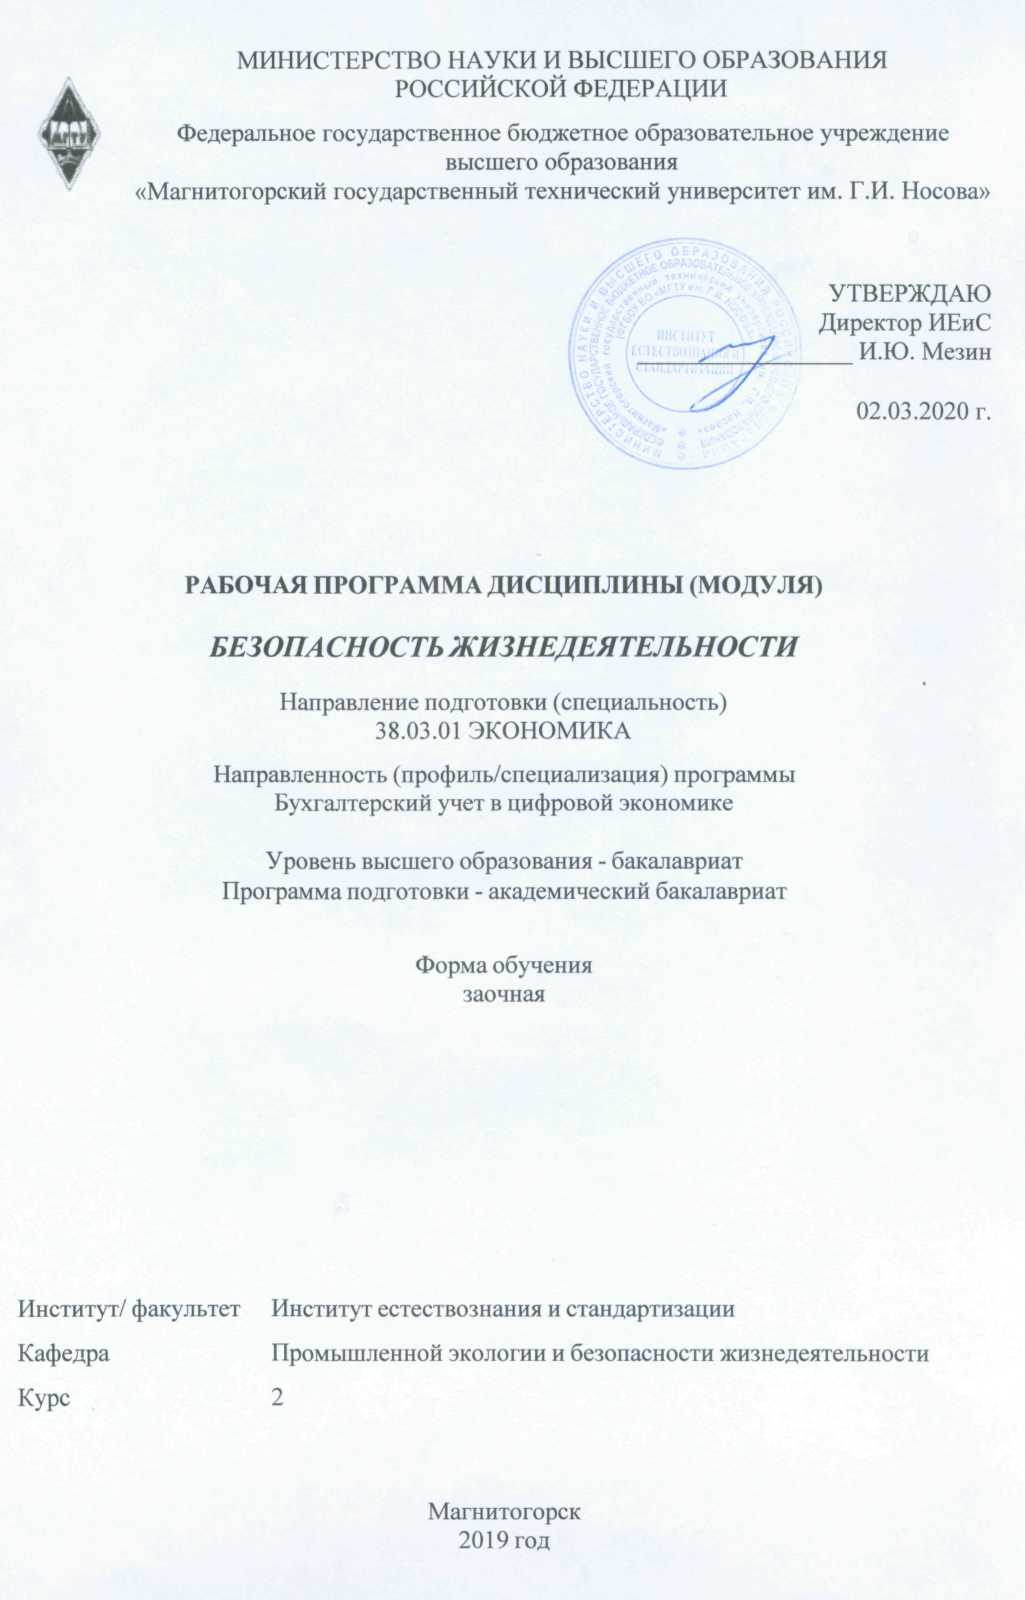 МИНИСТЕРСТВО НАУКИ И ВЫСШЕГО ОБРАЗОВАНИЯ
РОССИЙСКОЙ ФЕДЕРАЦИИ
Федеральное государственное бюджетное образовательное учреждение
высшего образования
«Магнитогорский государственный технический университет им. Г.И. Носова»
УТВЕРЖДАЮ
Директор ИЕиС
И.Ю. Мезин
02.03.2020 г.
ИНСТИТУТ
ЕСТЕСТВОЗНАНИЯ И
СТАНДАРТИЗАЦИИ
РАБОЧАЯ ПРОГРАММА ДИСЦИПЛИНЫ (МОДУЛЯ)
БЕЗОПАСНОСТЬ ЖИЗНЕДЕЯТЕЛЬНОСТИ
Направление подготовки (специальность)
38.03.01 ЭКОНОМИКА
Направленность (профиль/специализация) программы
Бухгалтерский учет в цифровой экономике
Уровень высшего образования - бакалавриат
Программа подготовки - академический бакалавриат
Форма обучения
заочная
Институт/ факультет Институт естествознания и стандартизации
Кафедра Промышленной экологии и безопасности жизнедеятельности
Курс 2
Магнитогорск
2019 год